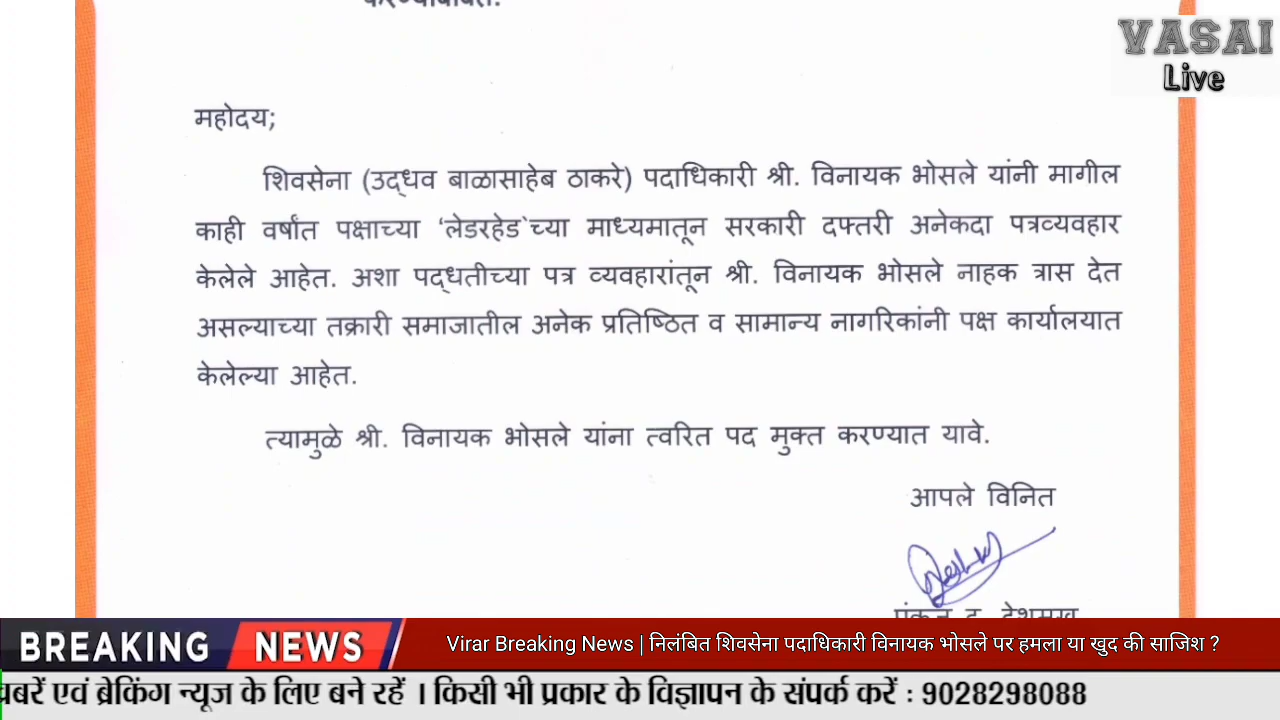 VASAI
Live
महोदय;
शिवसेना (उद्धव बाळासाहेब ठाकरे) पदाधिकारी श्री. विनायक भोसले यांनी मागील
काही वर्षांत पक्षाच्या ‘लेडरहेड`च्या माध्यमातून सरकारी दफ्तरी अनेकदा पत्रव्यवहार
केलेले आहेत. अशा पद्धतीच्या पत्र व्यवहारांतून श्री. विनायक भोसले नाहक त्रास देत
असल्याच्या तक्रारी समाजातील अनेक प्रतिष्ठित व सामान्य नागरिकांनी पक्ष कार्यालयात
केलेल्या आहेत.
त्यामुळे श्री. विनायक भोसले यांना त्वरित पद मुक्त करण्यात यावे.
आपले विनित
BREAKING NEWS
Virar Breaking News | निलंबित शिवसेना पदाधिकारी विनायक भोसले पर हमला या खुद की साजिश ?
एवं ब्रेकिंग न्यूज के लिए बने रहें । किसी भी प्रकार के विज्ञापन के संपर्क करें : 9028298088